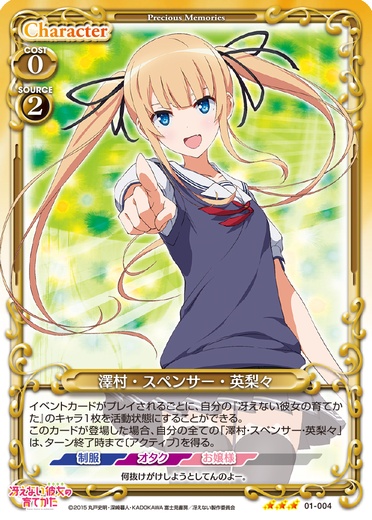 Precious Memories
Character
COST
0
SOURCE
2
澤村・スペンサー・英梨々
イベントカードがプレイされるごとに、自分の『冴えない彼女の育てか
た』のキャラ1枚を活動状態にすることができる。
このカードが登場した場合、自分の全ての「澤村・スペンサー・英梨々」
は、ターン終了時まで〔アクティブ〕を得る。
制服 オタク お嬢様
何抜けがけしようとしてんのよー。
冴えない彼女の育てかた
©2015 丸戸史明・深崎暮人・KADOKAWA 富士見書房/冴えない製作委員会
01-004